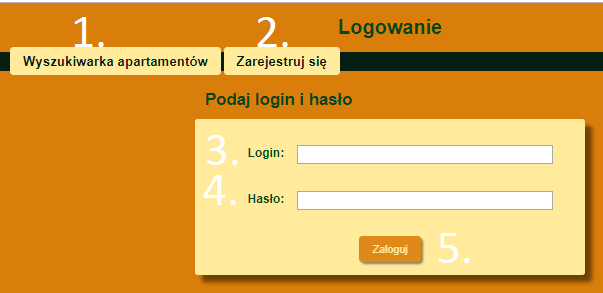 1. 2. Logowanie
Wyszukiwarka apartamentów Zarejestruj się
Podaj login i hasło
3. Login:
4. Hasło:
Zaloguj 5.